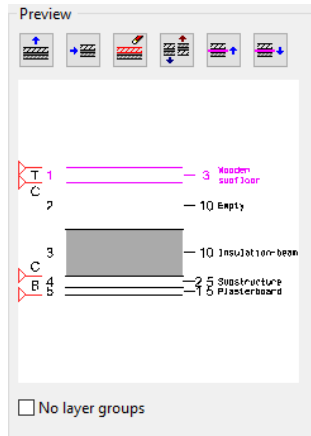 Preview
T 1 3 Wooden
subfloor
C
2 10 Empty
3 10 Insulation-beam
C
4 2.5 Substructure
B 5 1.5 Plasterboard
No layer groups